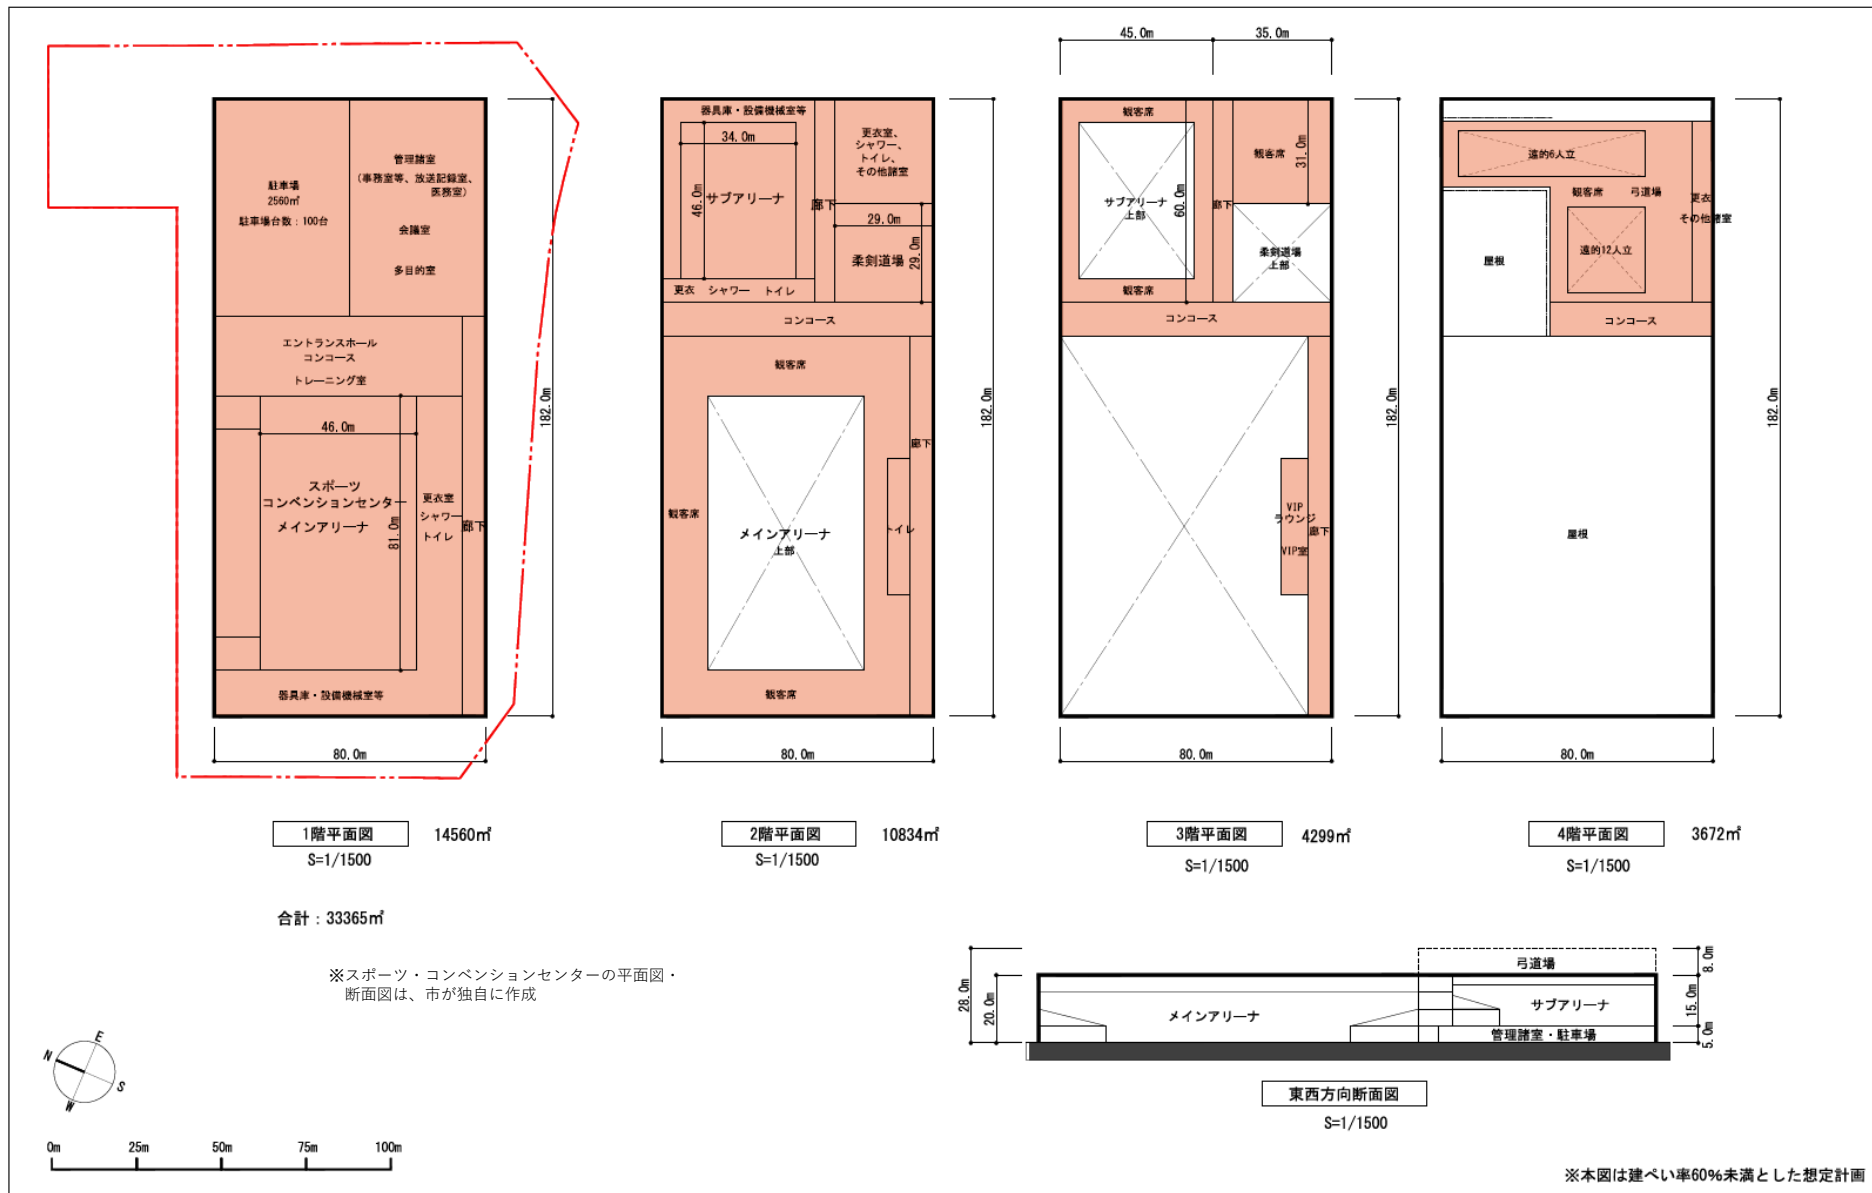 駐車場
2560㎡
駐車場台数：100台
管理諸室
（事務室等、放送記録室、
医務室）
会議室
多目的室
エントランスホール
コンコース
トレーニング室
46.0m
スポーツ
コンベンションセンター
メインアリーナ
81.0m
更衣室
シャワー
トイレ
廊下
器具庫・設備機械室等
182.0m
80.0m
1階平面図
14560㎡
S=1/1500
器具庫・設備機械室等
34.0m
46.0m
サブアリーナ
廊下
更衣室、
シャワー、
トイレ、
その他諸室
29.0m
29.0m
柔剣道場
更衣 シャワー トイレ
コンコース
観客席
観客席
メインアリーナ
上部
トイレ
廊下
観客席
182.0m
80.0m
2階平面図
10834㎡
S=1/1500
45.0m
35.0m
観客席
サブアリーナ
上部
60.0m
廊下
観客席
31.0m
柔剣道場
上部
観客席
コンコース
VIP
ラウンジ
VIP室
廊下
182.0m
80.0m
3階平面図
4299㎡
S=1/1500
遠的6人立
観客席
弓道場
更衣
その他諸室
遠的12人立
屋根
コンコース
屋根
182.0m
80.0m
4階平面図
3672㎡
S=1/1500
合計：33365㎡
※スポーツ・コンベンションセンターの平面図・
断面図は、市が独自に作成
28.0m
20.0m
メインアリーナ
弓道場
サブアリーナ
管理諸室・駐車場
8.0m
15.0m
5.0m
東西方向断面図
S=1/1500
N
E
S
W
0m 25m 50m 75m 100m
※本図は建ぺい率60%未満とした想定計画